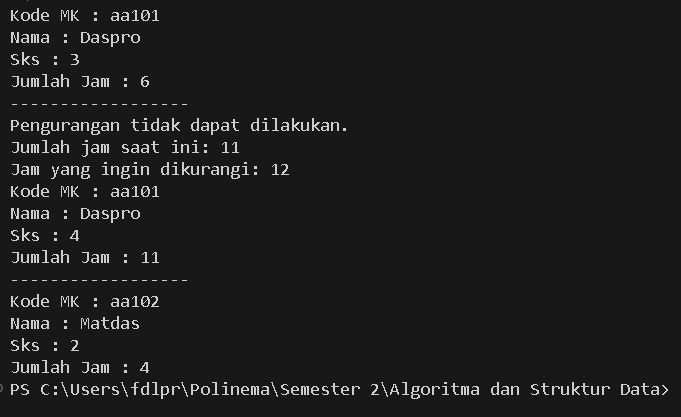 Kode MK : aa101
Nama : Daspro
Sks : 3
Jumlah Jam : 6
------------------
Pengurangan tidak dapat dilakukan.
Jumlah jam saat ini: 11
Jam yang ingin dikurangi: 12
Kode MK : aa101
Nama : Daspro
Sks : 4
Jumlah Jam : 11
------------------
Kode MK : aa102
Nama : Matdas
Sks : 2
Jumlah Jam : 4
PS C:\Users\fdlpr\Polinema\Semester 2\Algoritma dan Struktur Data>